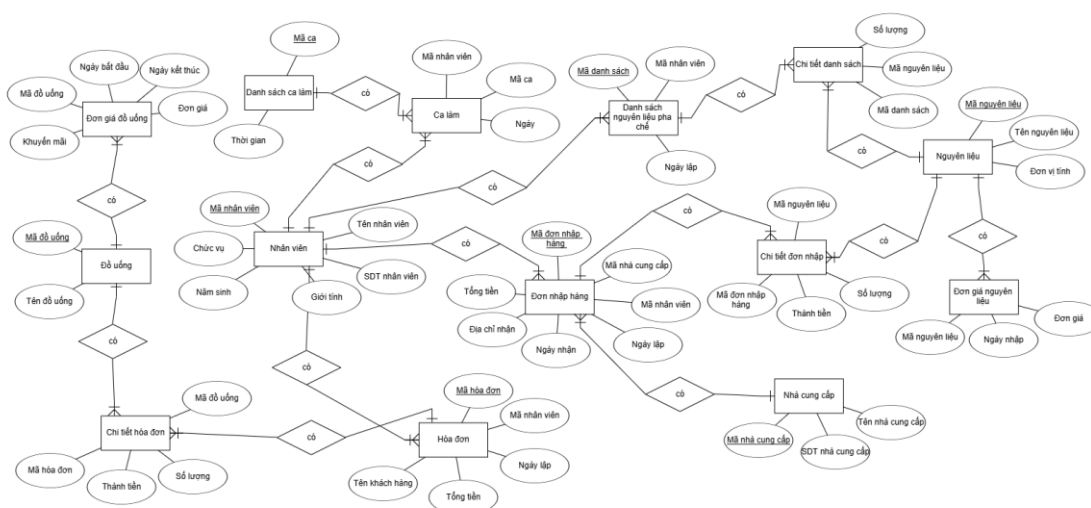 Số lượng
Mã ca
Ngày bắt đầu
Ngày kết thúc
Mã nhân viên
Chi tiết danh sách
Mã đồ uống
Mã danh sách
Mã nhân viên
Mã nguyên liệu
Danh sách ca làm
có
Mã ca
có
Đơn giá
Đơn giá đồ uống
Ca làm
Danh sách
nguyên liệu pha
chế
Mã nguyên liệu
Mã danh sách
Khuyến mãi
Thời gian
Ngày
Tên nguyên liệu
có
Nguyên liệu
có
Ngày lập
Đơn vị tính
có
có
Mã nguyên liệu
Mã nhân viên
Tên nhân viên
có
Mã đơn nhập
hàng
Mã đồ uống
Chức vụ
Nhân viên
có
Chi tiết đơn nhập
có
có
Mã nhà cung cấp
Đồ uống
SDT nhân viên
Năm sinh
Giới tính
Tổng tiền
Đơn nhập hàng
Mã đơn nhập
hàng
Số lượng
Đơn giá nguyên
liệu
Tên đồ uống
Mã nhân viên
Thành tiền
Đơn giá
Địa chỉ nhận
Mã nguyên liệu
Ngày nhập
có
Ngày nhận
Ngày lập
có
Mã hóa đơn
có
Nhà cung cấp
Mã đồ uống
Mã nhân viên
Tên nhà cung cấp
Chi tiết hóa đơn
có
Hóa đơn
Mã nhà cung cấp
SDT nhà cung cấp
Mã hóa đơn
Số lượng
Ngày lập
Thành tiền
Tên khách hàng
Tổng tiền